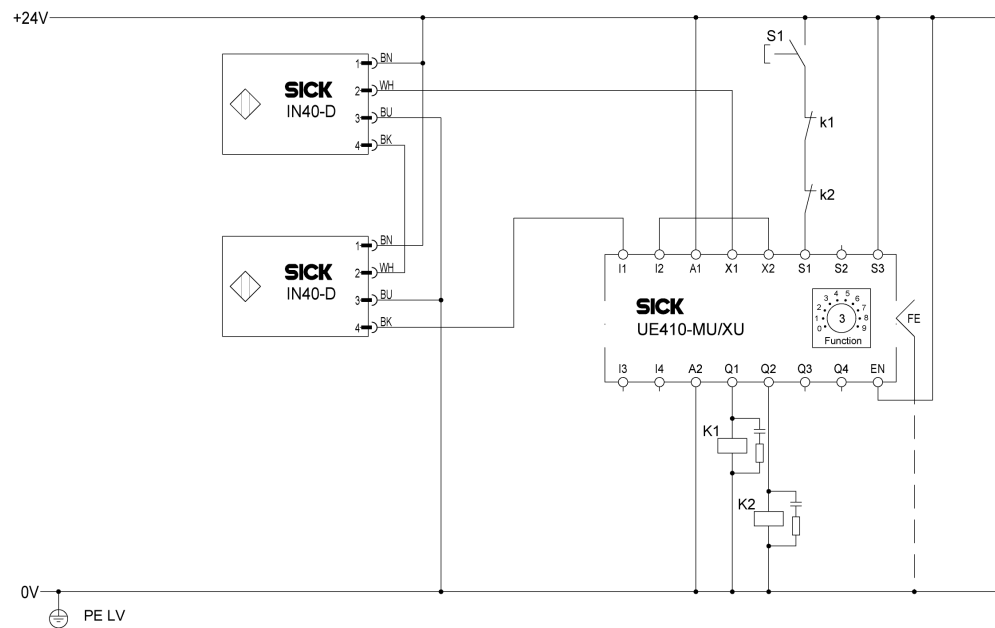 +24V
S1
1 BN
2 WH
SICK
IN40-D
3 BU
4 BK
k1
k2
1 BN
2 WH
SICK
IN40-D
3 BU
4 BK
I1 I2 A1 X1 X2 S1 S2 S3
SICK
UE410-MU/XU
0 1 2 3 4 5 6 7 8 9
3
Function
FE
I3 I4 A2 Q1 Q2 Q3 Q4 EN
K1
K2
0V
PE LV